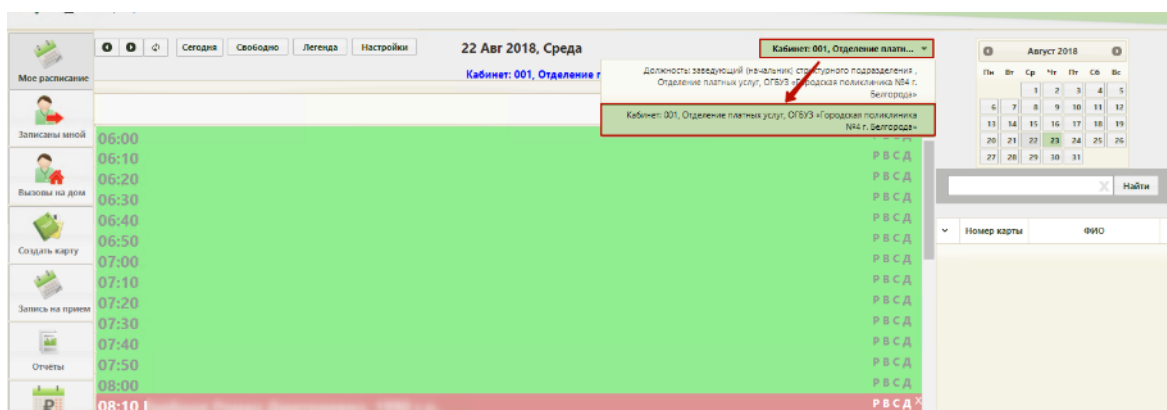 Мое расписание
Записаны мной
Вызовы на дом
Создать карту
Запись на прием
Отчеты
Сегодня Свободно Легенда Настройки
22 Авг 2018, Среда
Кабинет: 001, Отделение платн...
Кабинет: 001, Отделение
Должность: заведующий (начальник) структурного подразделения ,
Отделение платных услуг, ОГБУЗ «Городская поликлиника №4 г.
Белгорода»
Кабинет: 001, Отделение платных услуг, ОГБУЗ «Городская поликлиника
№4 г. Белгорода»
06:00 Р В С Д
06:10 Р В С Д
06:20 Р В С Д
06:30 Р В С Д
06:40 Р В С Д
06:50 Р В С Д
07:00 Р В С Д
07:10 Р В С Д
07:20 Р В С Д
07:30 Р В С Д
07:40 Р В С Д
07:50 Р В С Д
08:00 Р В С Д
08:10 Р В С Д X
Август 2018
Пн Вт Ср Чт Пт Сб Вс
1 2 3 4 5
6 7 8 9 10 11 12
13 14 15 16 17 18 19
20 21 22 23 24 25 26
27 28 29 30 31
X Найти
Номер карты ФИО